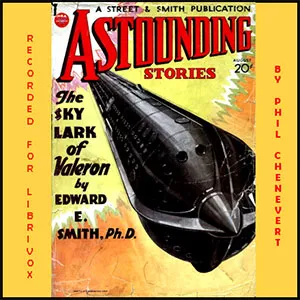 A STREET & SMITH PUBLICATION
ASTOUNDING
STORIES
AUGUST
20¢
The
SKY
LARK
of
Valeron
by
EDWARD
E.
SMITH, Ph.D.
RECORDED FOR LIBRIVOX
BY PHIL CHENEVERT